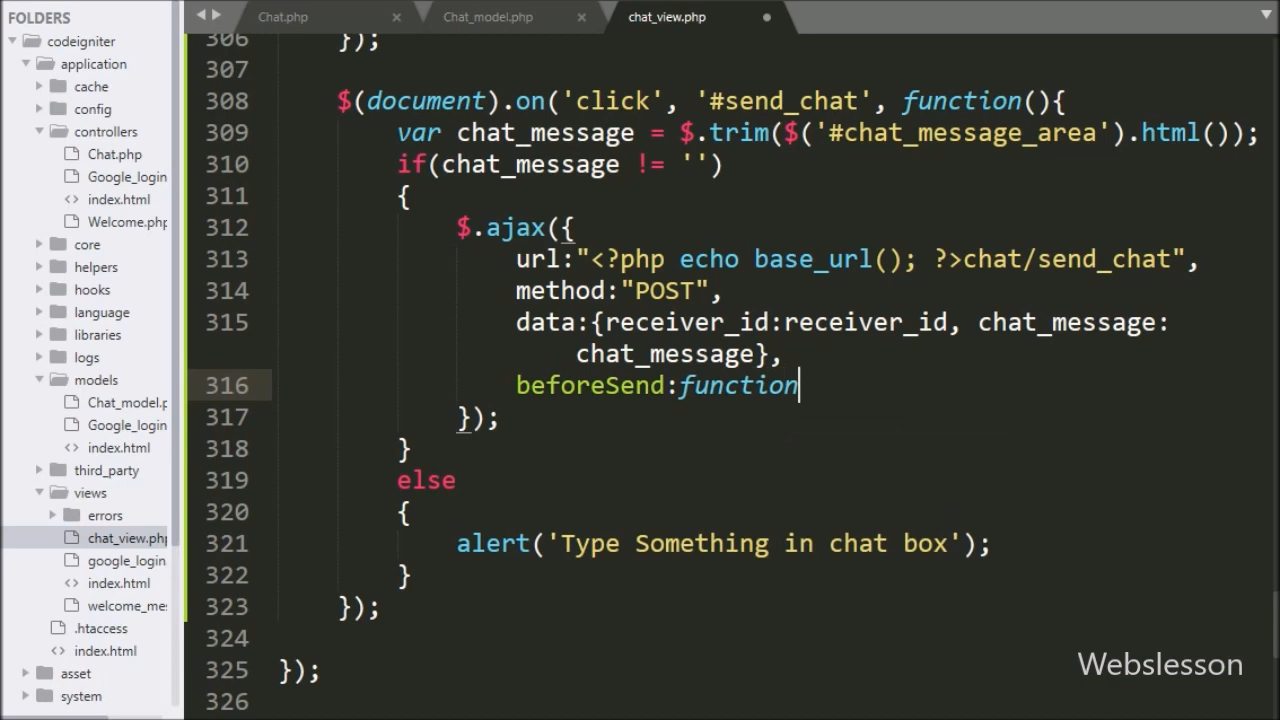 FOLDERS
codeigniter
application
cache
config
controllers
Chat.php
Google_login
index.html
Welcome.php
core
helpers
hooks
language
libraries
logs
models
Chat_model.p
Google_login
index.html
third_party
views
errors
chat_view.php
google_login.
index.html
welcome_mes
.htaccess
index.html
asset
system
Chat.php × Chat_model.php × chat_view.php
306 });
307
308 $(document).on('click', '#send_chat', function(){
309 var chat_message = $.trim($('#chat_message_area').html());
310 if(chat_message != '')
311 {
312 $.ajax({
313 url:"<?php echo base_url(); ?>chat/send_chat",
314 method:"POST",
315 data:{receiver_id:receiver_id, chat_message:
chat_message},
316 beforeSend:function
317 });
318 }
319 else
320 {
321 alert('Type Something in chat box');
322 }
323 });
324
325 });
326
Webslesson